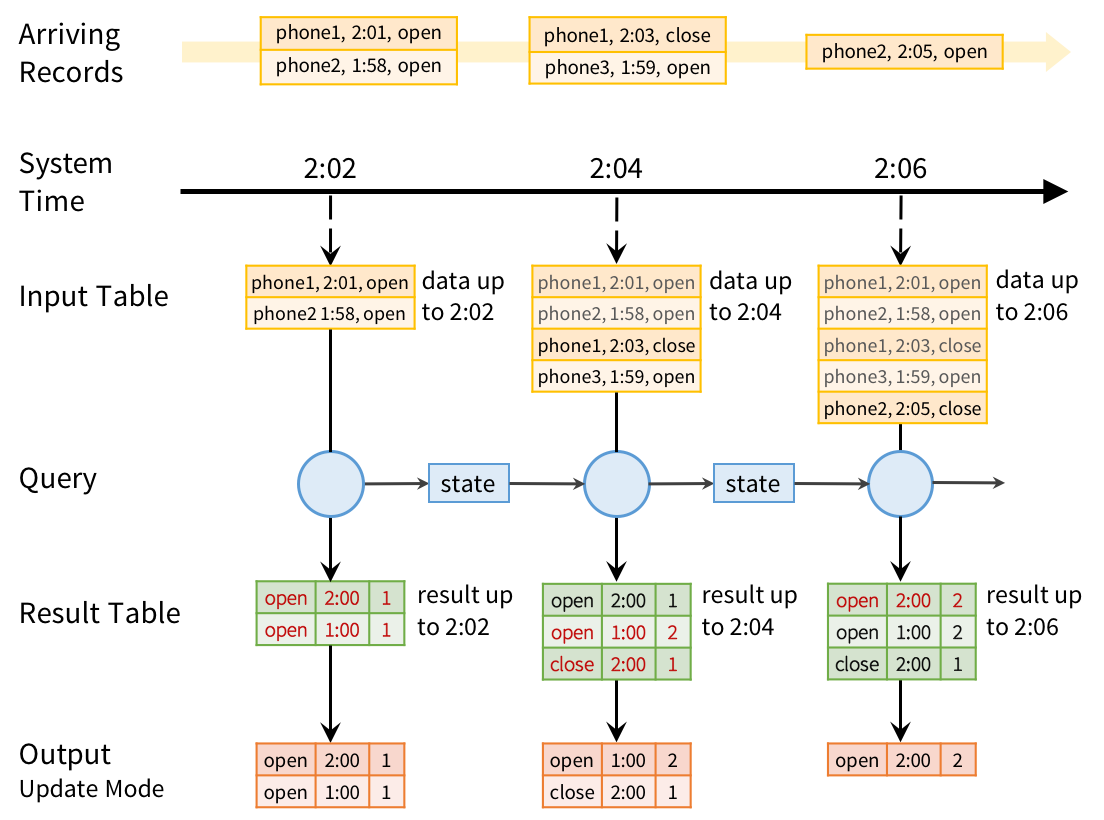 Arriving
Records
phone1, 2:01, open
phone2, 1:58, open
phone1, 2:03, close
phone3, 1:59, open
phone2, 2:05, open
System
Time
2:02
2:04
2:06
Input Table
phone1, 2:01, open
phone2 1:58, open
data up
to 2:02
phone1, 2:01, open
phone2, 1:58, open
phone1, 2:03, close
phone3, 1:59, open
data up
to 2:04
phone1, 2:01, open
phone2, 1:58, open
phone1, 2:03, close
phone3, 1:59, open
phone2, 2:05, close
data up
to 2:06
Query
state
state
Result Table
open 2:00 1
open 1:00 1
result up
to 2:02
open 2:00 1
open 1:00 2
close 2:00 1
result up
to 2:04
open 2:00 2
open 1:00 2
close 2:00 1
result up
to 2:06
Output
Update Mode
open 2:00 1
open 1:00 1
open 1:00 2
close 2:00 1
open 2:00 2